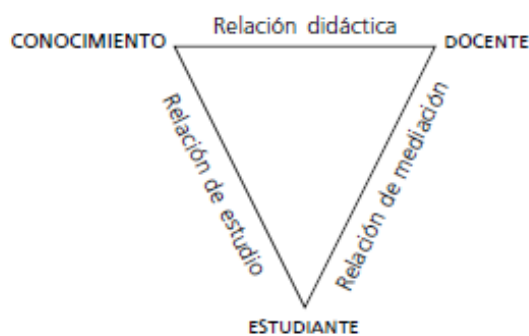 Relación didáctica
CONOCIMIENTO
DOCENTE
Relación de estudio
Relación de mediación
ESTUDIANTE